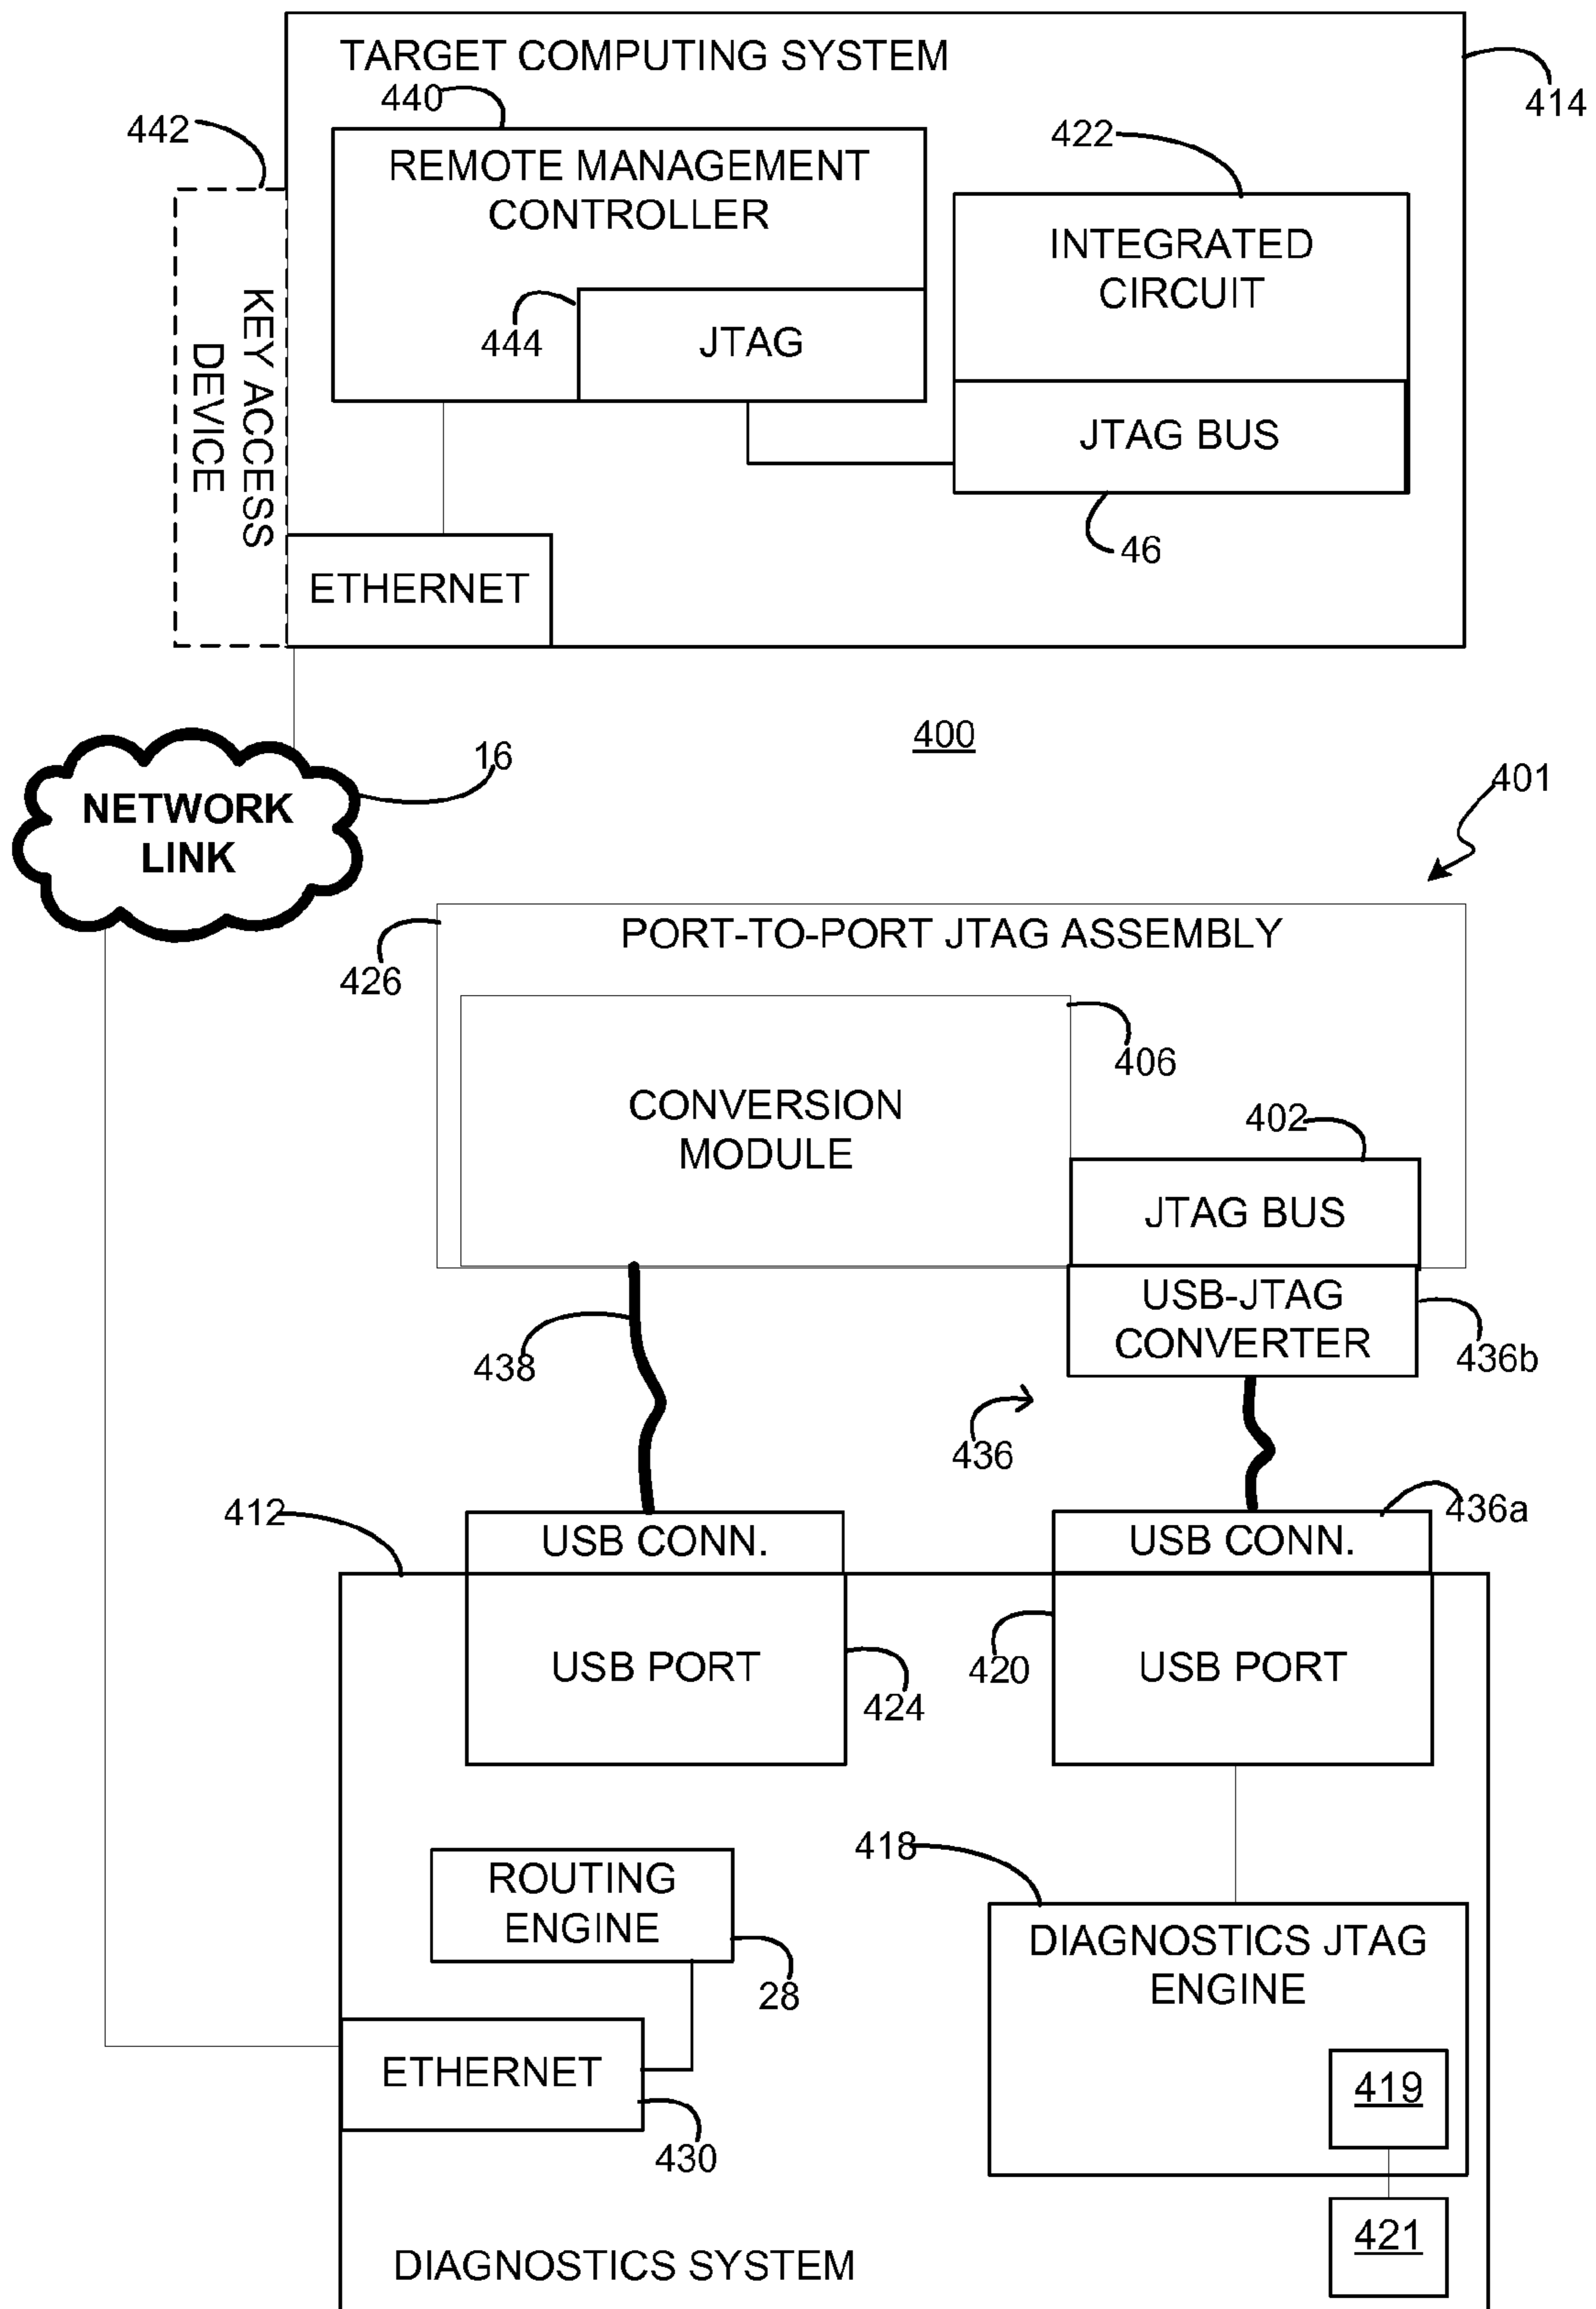 TARGET COMPUTING SYSTEM
414
440
442
422
REMOTE MANAGEMENT
CONTROLLER
INTEGRATED
CIRCUIT
KEY ACCESS
DEVICE
444
JTAG
JTAG BUS
46
ETHERNET
400
16
401
NETWORK
LINK
PORT-TO-PORT JTAG ASSEMBLY
426
406
CONVERSION
MODULE
402
JTAG BUS
USB-JTAG
CONVERTER
436b
438
436
412
436a
USB CONN.
USB CONN.
USB PORT
424
420
USB PORT
418
ROUTING
ENGINE
28
DIAGNOSTICS JTAG
ENGINE
ETHERNET
430
419
421
DIAGNOSTICS SYSTEM